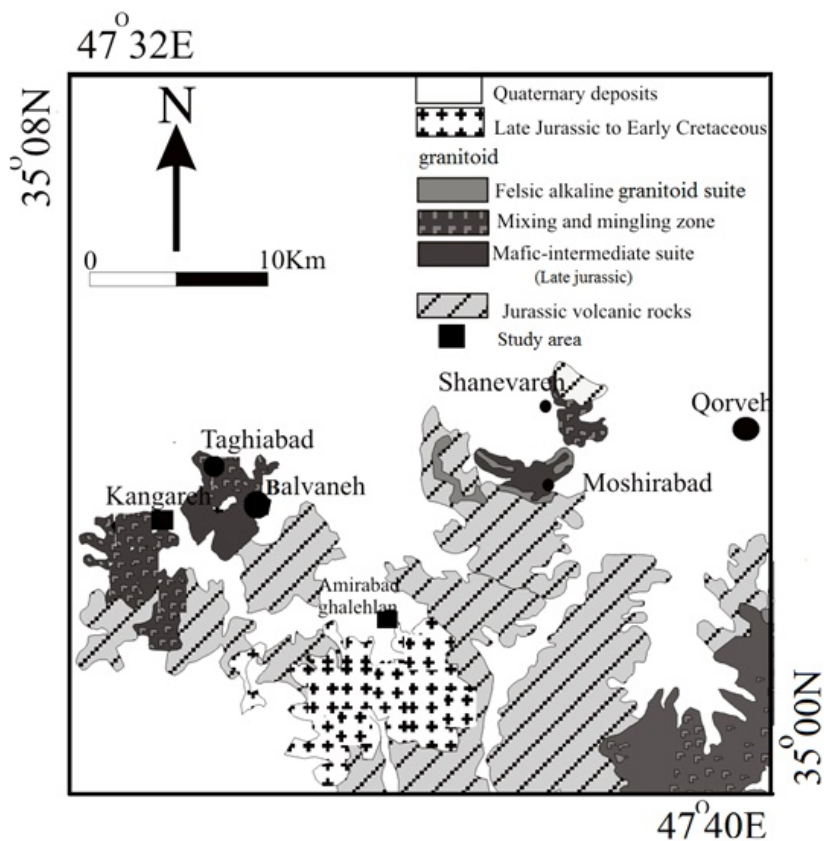 47°32E
35°08N
N
0 10Km
Quaternary deposits
Late Jurassic to Early Cretaceous
granitoid
Felsic alkaline granitoid suite
Mixing and mingling zone
Mafic-intermediate suite
(Late jurassic)
Jurassic volcanic rocks
Study area
Shanevareh
Qorveh
Taghiabad
Kangareh
Balvaneh
Moshirabad
Amirabad
ghalehlan
35°00N
47°40E